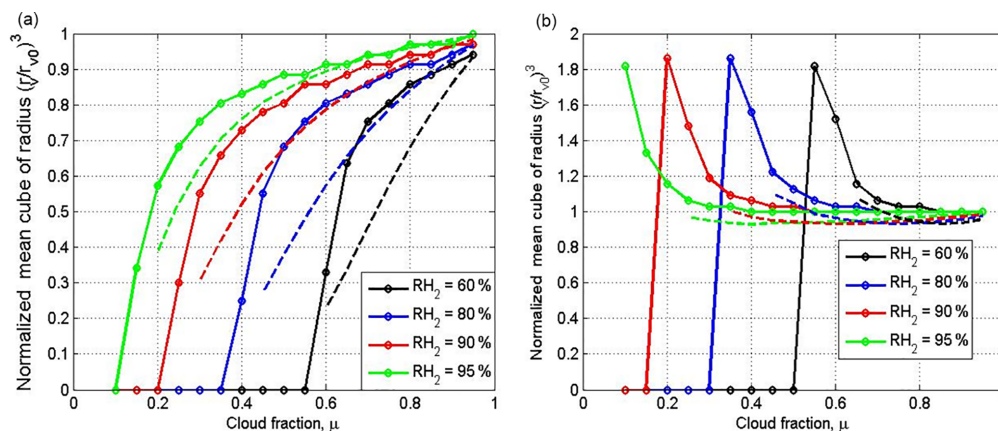 (a)
Normalized mean cube of radius (r/rv0)3
1
0.9
0.8
0.7
0.6
0.5
0.4
0.3
0.2
0.1
0
0
0.2
0.4
0.6
0.8
1
Cloud fraction, μ
RH2 = 60 %
RH2 = 80 %
RH2 = 90 %
RH2 = 95 %
(b)
Normalized mean cube of radius (r/rv0)3
2
1.8
1.6
1.4
1.2
1
0.8
0.6
0.4
0.2
0
0
0.2
0.4
0.6
0.8
Cloud fraction, μ
RH2 = 60 %
RH2 = 80 %
RH2 = 90 %
RH2 = 95 %